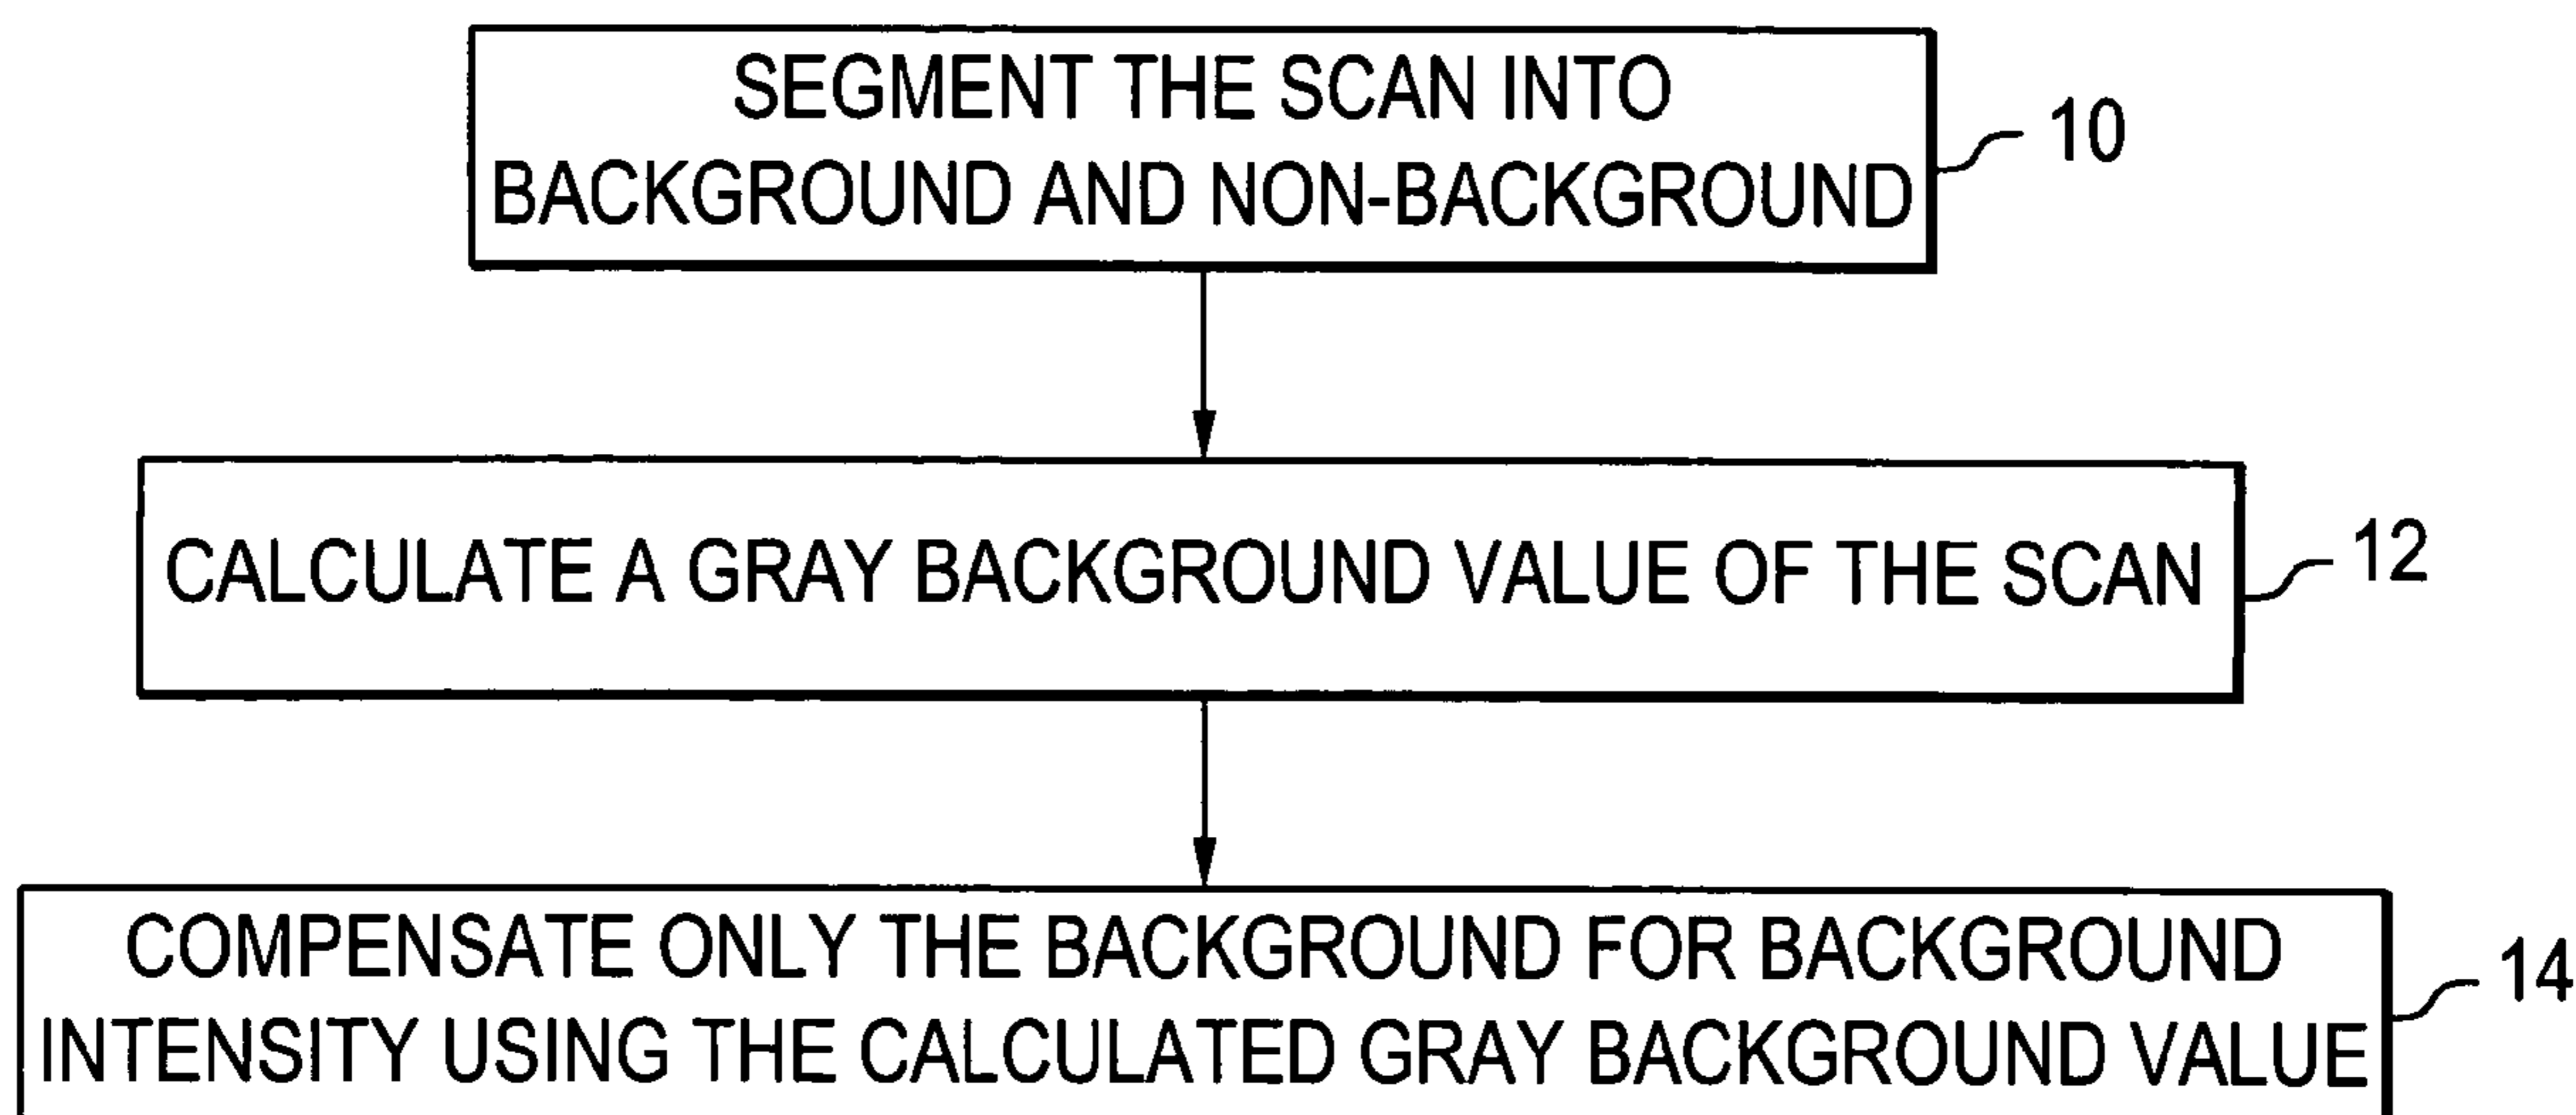 SEGMENT THE SCAN INTO
BACKGROUND AND NON-BACKGROUND
10
CALCULATE A GRAY BACKGROUND VALUE OF THE SCAN
12
COMPENSATE ONLY THE BACKGROUND FOR BACKGROUND
INTENSITY USING THE CALCULATED GRAY BACKGROUND VALUE
14